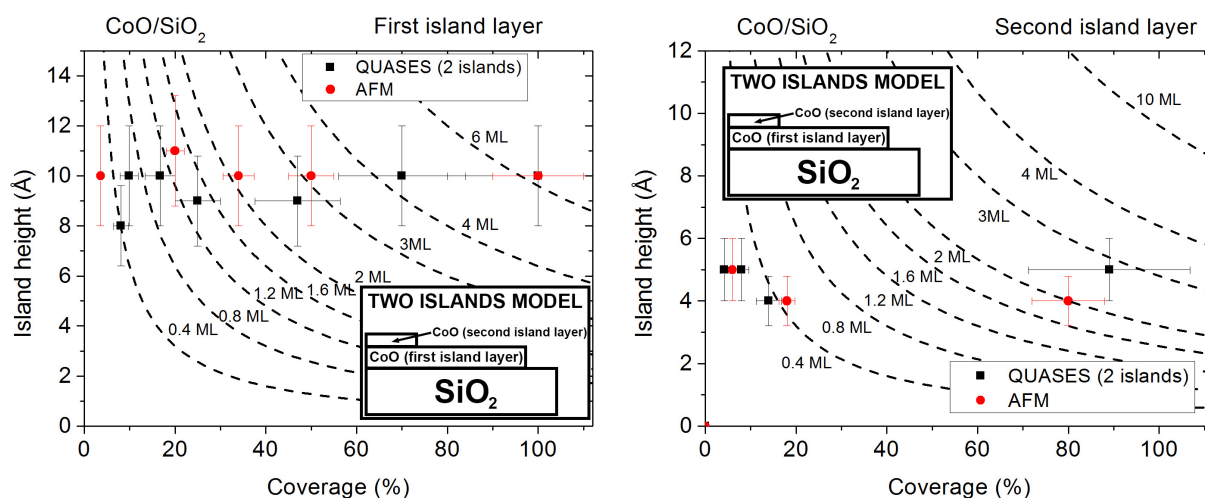 CoO/SiO2
First island layer
QUASES (2 islands)
AFM
6 ML
4 ML
3ML
2 ML
1.6 ML
1.2 ML
0.8 ML
0.4 ML
TWO ISLANDS MODEL
CoO (second island layer)
CoO (first island layer)
SiO2
Island height (Å)
14
12
10
8
6
4
2
0
0 20 40 60 80 100
Coverage (%)
CoO/SiO2
Second island layer
TWO ISLANDS MODEL
CoO (second island layer)
CoO (first island layer)
SiO2
10 ML
4 ML
3ML
2 ML
1.6 ML
1.2 ML
0.8 ML
0.4 ML
QUASES (2 islands)
AFM
Island height (Å)
12
10
8
6
4
2
0
0 20 40 60 80 100
Coverage (%)